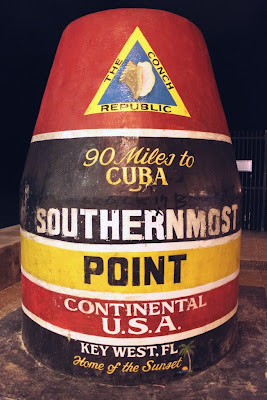 THE CONCH
REPUBLIC
90 Miles to
CUBA
SOUTHERNMOST
POINT
CONTINENTAL
U.S.A.
KEY WEST, FL
Home of the Sunset